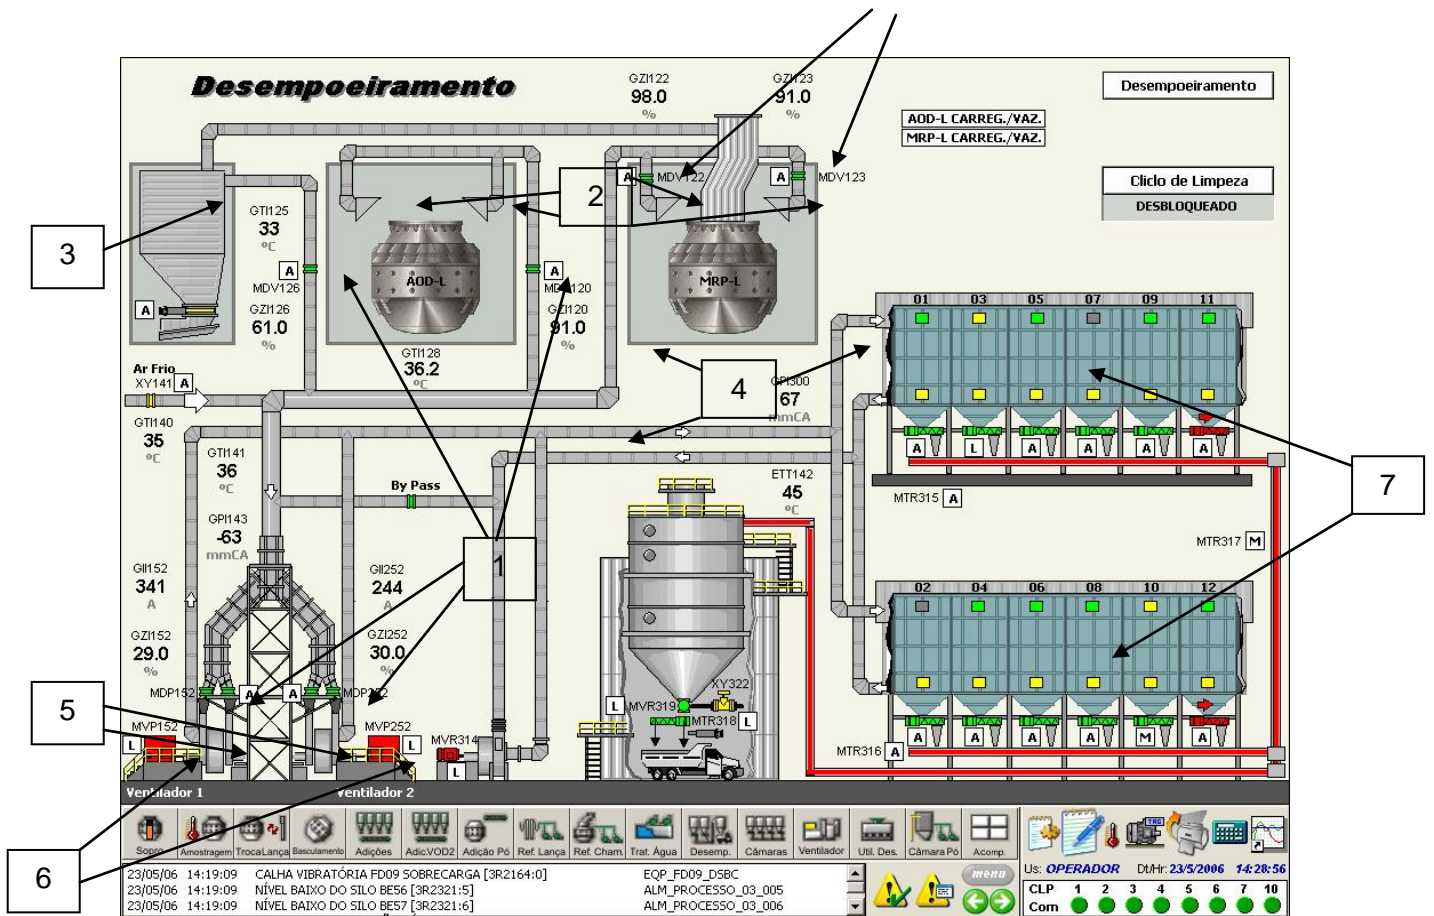 Desempoeiramento
GZI122
98.0
%
GZI123
91.0
%
Desempoeiramento
AOD-L CARREG./VAZ.
MRP-L CARREG./VAZ.
Cliclo de Limpeza
DESBLOQUEADO
A
MDV122
A
MDV123
2
3
GTI125
33
ºC
A
MDV126
GZI126
61.0
%
A
AOD-L
A
GZI120
91.0
%
MRP-L
GTI128
36.2
ºC
4
GPI300
67
mmCA
Ar Frio
XY141
A
GTI140
35
ºC
GTI141
36
ºC
GPI143
-63
mmCA
By Pass
1
ETT142
45
ºC
01 03 05 07 09 11
A L A A A A
MTR315
A
7
MTR317
M
02 04 06 08 10 12
A A A A M A
MTR316
A
GII152
341
A
GII252
244
A
GZI152
29.0
%
GZI252
30.0
%
MDP152
A
A
5
MVP152
L
MVP252
L
MVR314
L
L
MVR319
XY322
MTR318
L
Ventilador 1
Ventilador 2
6
Sopro
Amostragem
TrocaLança
Basculamento
Adições
Adic.VOD2
Adição Pó
Ref. Lança
Ref. Cham.
Trat. Água
Desemp.
Câmaras
Ventilador
Util. Des.
Câmara Pó
Acomp.
TAG
23/05/06 14:19:09 CALHA VIBRATÓRIA FD09 SOBRECARGA [3R2164:0] EQP_FD09_DSBC
23/05/06 14:19:09 NÍVEL BAIXO DO SILO BE56 [3R2321:5] ALM_PROCESSO_03_005
23/05/06 14:19:09 NÍVEL BAIXO DO SILO BE57 [3R2321:6] ALM_PROCESSO_03_006
menu
Us: OPERADOR Dt/Hr: 23/5/2006 14:28:56
CLP 1 2 3 4 5 6 7 10
Com